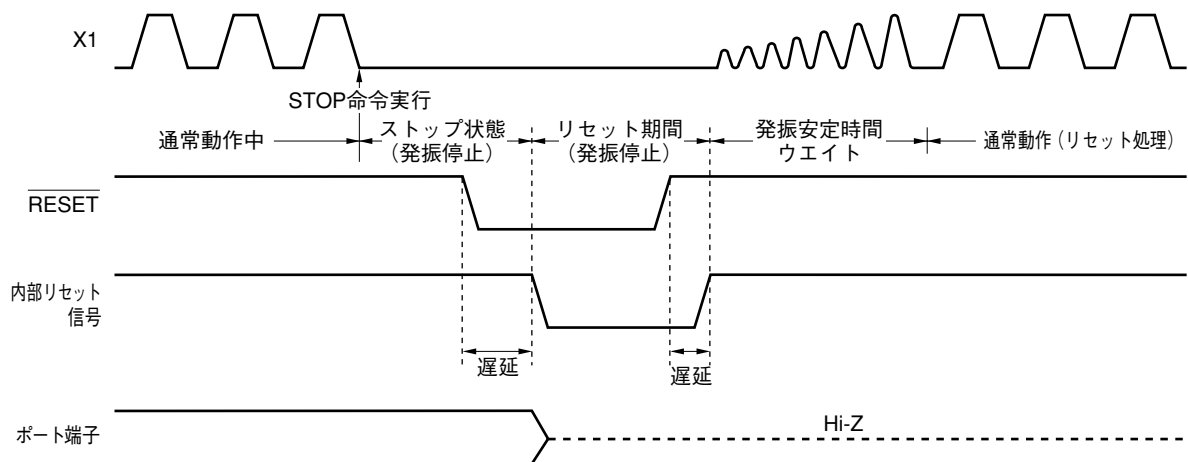 X1
STOP命令実行
通常動作中
ストップ状態
(発振停止)
リセット期間
(発振停止)
発振安定時間
ウエイト
通常動作(リセット処理)
RESET
内部リセット
信号
遅延
遅延
ポート端子
Hi-Z